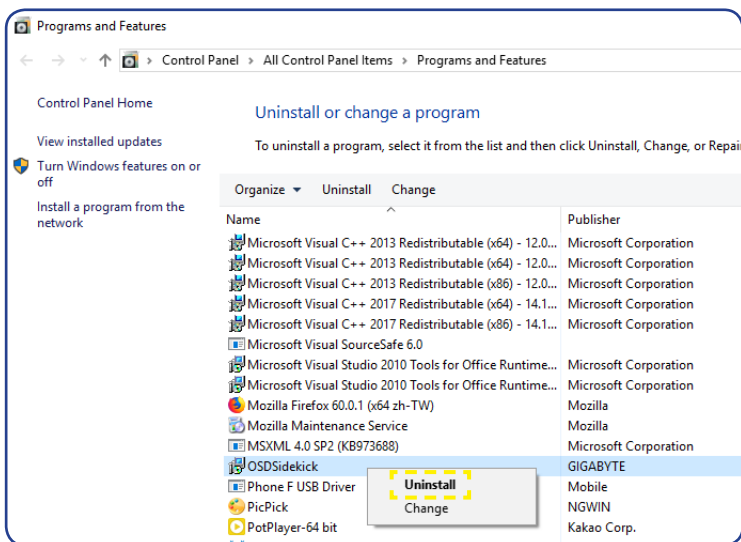 Programs and Features
Control Panel > All Control Panel Items > Programs and Features
Control Panel Home
View installed updates
Turn Windows features on or
off
Install a program from the
network
Uninstall or change a program
To uninstall a program, select it from the list and then click Uninstall, Change, or Repai
Organize Uninstall Change
Name Publisher
Microsoft Visual C++ 2013 Redistributable (x64) - 12.0... Microsoft Corporation
Microsoft Visual C++ 2013 Redistributable (x64) - 12.0... Microsoft Corporation
Microsoft Visual C++ 2013 Redistributable (x86) - 12.0... Microsoft Corporation
Microsoft Visual C++ 2017 Redistributable (x64) - 14.1... Microsoft Corporation
Microsoft Visual C++ 2017 Redistributable (x86) - 14.1... Microsoft Corporation
Microsoft Visual SourceSafe 6.0
Microsoft Visual Studio 2010 Tools for Office Runtime... Microsoft Corporation
Microsoft Visual Studio 2010 Tools for Office Runtime... Microsoft Corporation
Mozilla Firefox 60.0.1 (x64 zh-TW) Mozilla
Mozilla Maintenance Service Mozilla
MSXML 4.0 SP2 (KB973688) Microsoft Corporation
OSDSidekick GIGABYTE
Phone F USB Driver Uninstall Mobile
PicPick Change NGWIN
PotPlayer-64 bit Kakao Corp.